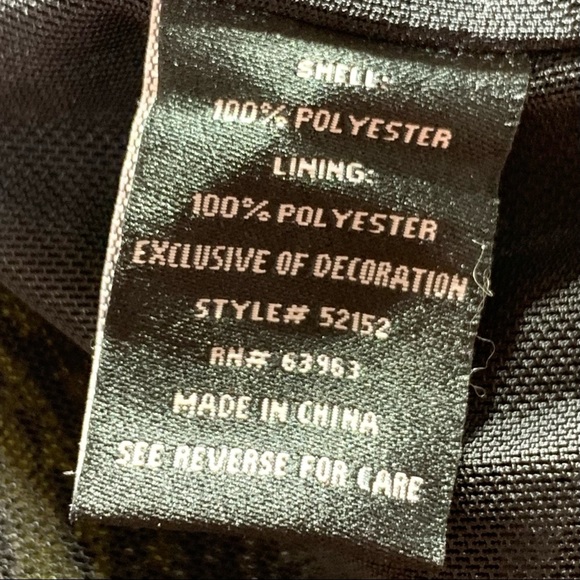 SHELL:
100% POLYESTER
LINING:
100% POLYESTER
EXCLUSIVE OF DECORATION
STYLE# 52152
RN# 63963
MADE IN CHINA
SEE REVERSE FOR CARE